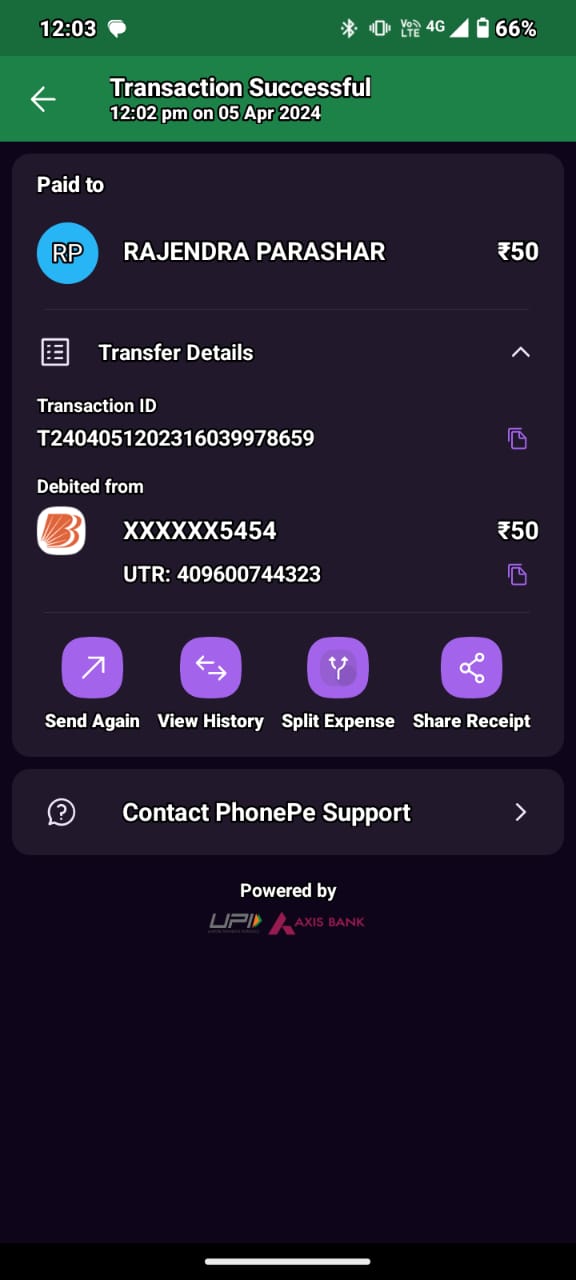 12:03 VoLTE 4G 66%
Transaction Successful
12:02 pm on 05 Apr 2024
Paid to
RP RAJENDRA PARASHAR ₹50
Transfer Details
Transaction ID
T2404051202316039978659
Debited from
XXXXXX5454 ₹50
UTR: 409600744323
Send Again View History Split Expense Share Receipt
Contact PhonePe Support
Powered by
UPI AXIS BANK